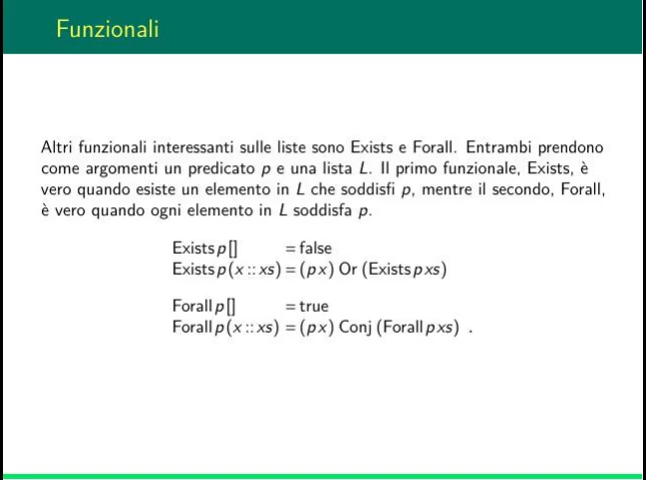 Funzionali
Altri funzionali interessanti sulle liste sono Exists e Forall. Entrambi prendono
come argomenti un predicato p e una lista L. Il primo funzionale, Exists, è
vero quando esiste un elemento in L che soddisfi p, mentre il secondo, Forall,
è vero quando ogni elemento in L soddisfa p.
Exists p [] = false
Exists p (x :: xs) = (p x) Or (Exists p xs)
Forall p [] = true
Forall p (x :: xs) = (p x) Conj (Forall p xs) .